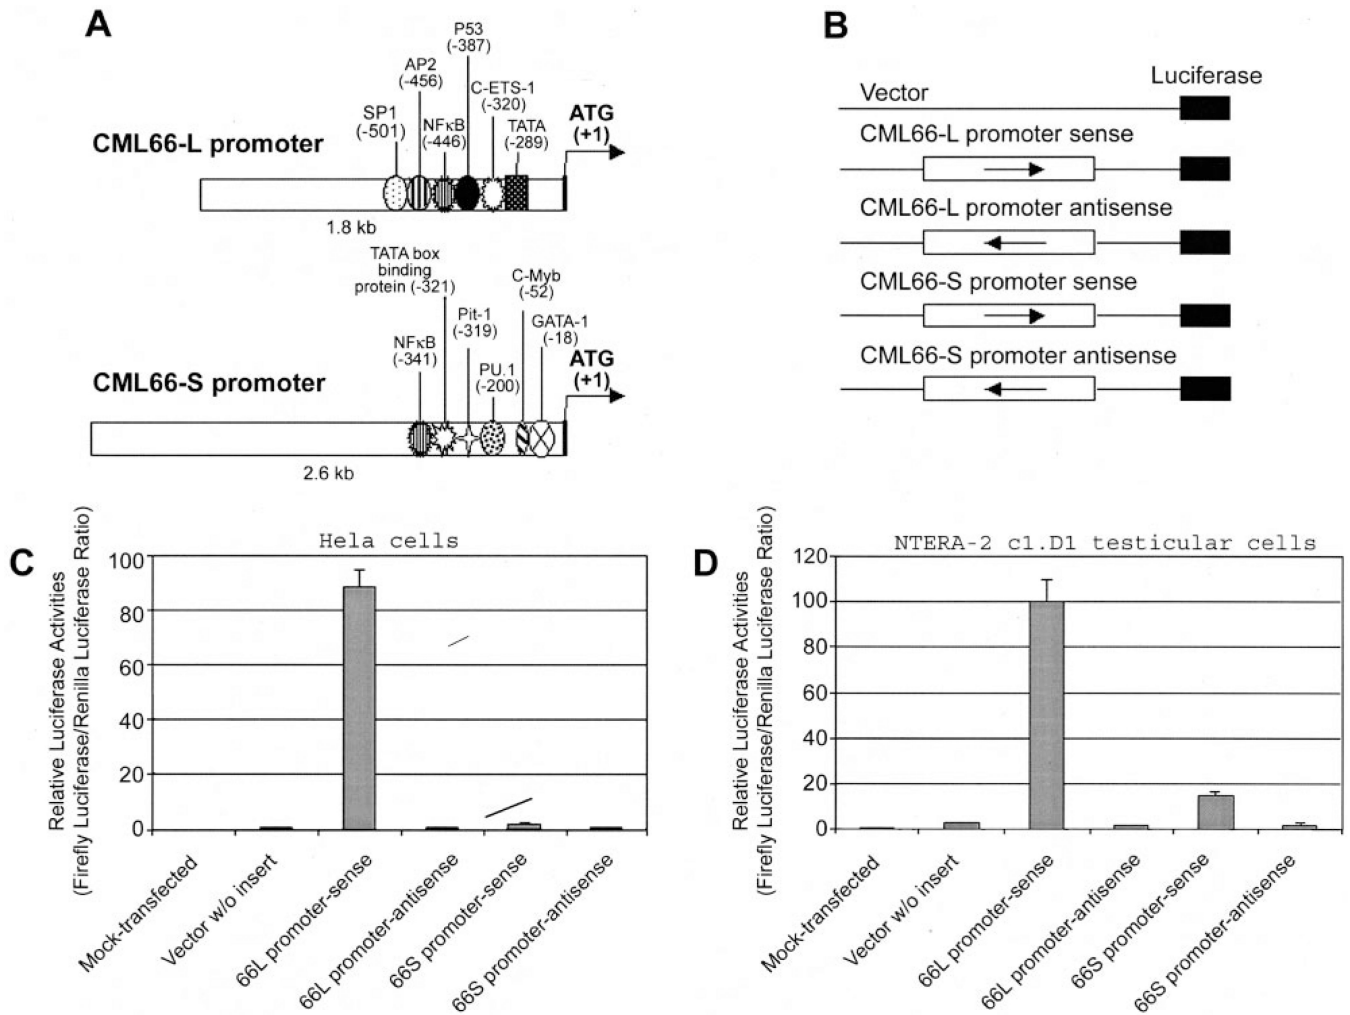 A
P53
(-387)
AP2
(-456)
C-ETS-1
(-320)
SP1
(-501)
NFκB
(-446)
TATA
(-289)
ATG
(+1)
CML66-L promoter
1.8 kb
TATA box
binding
protein (-321)
C-Myb
(-52)
Pit-1
(-319)
GATA-1
(-18)
NFκB
(-341)
PU.1
(-200)
ATG
(+1)
CML66-S promoter
2.6 kb
B
Luciferase
Vector
CML66-L promoter sense
CML66-L promoter antisense
CML66-S promoter sense
CML66-S promoter antisense
C
Hela cells
Relative Luciferase Activities
(Firefly Luciferase/Renilla Luciferase Ratio)
100
80
60
40
20
0
Mock-transfected
Vector w/o insert
66L promoter-sense
66L promoter-antisense
66S promoter-sense
66S promoter-antisense
D
NTERA-2 c1.D1 testicular cells
Relative Luciferase Activities
(Firefly Luciferase/Renilla Luciferase Ratio)
120
100
80
60
40
20
0
Mock-transfected
Vector w/o insert
66L promoter-sense
66L promoter-antisense
66S promoter-sense
66S promoter-antisense